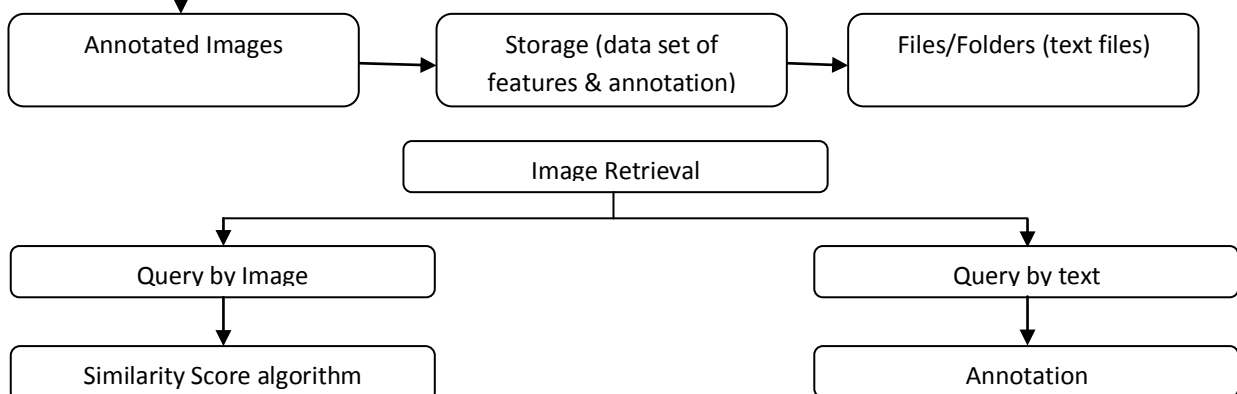 Annotated Images
Storage (data set of
features & annotation)
Files/Folders (text files)
Image Retrieval
Query by Image
Query by text
Similarity Score algorithm
Annotation